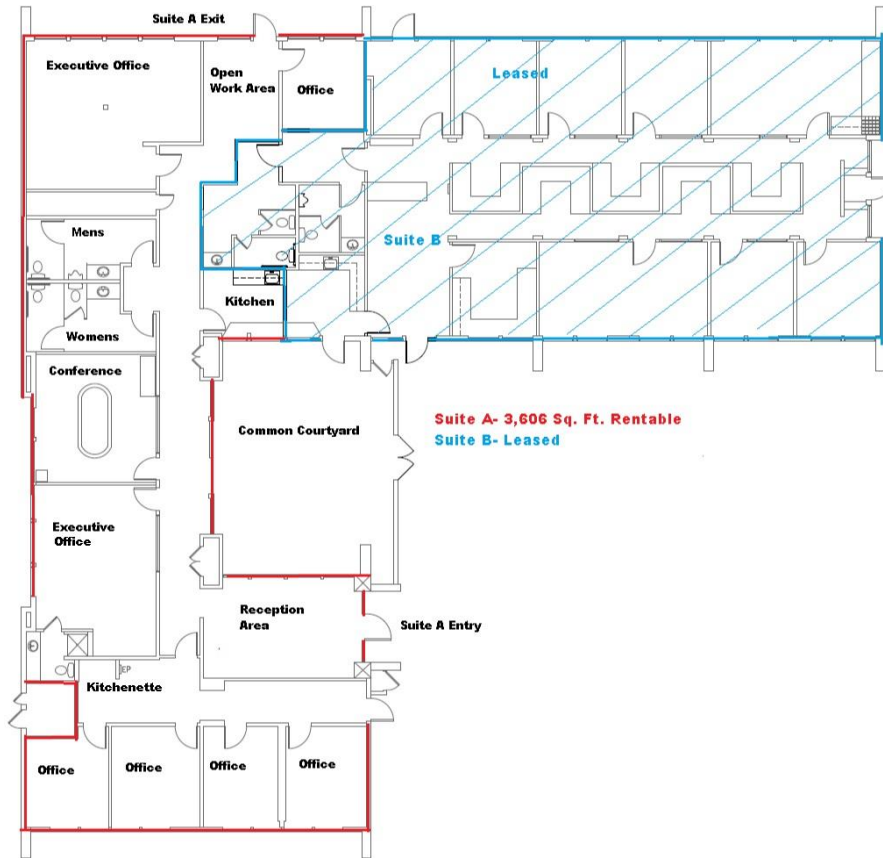 Suite A Exit
Executive Office
Open
Work Area
Office
Leased
Mens
Suite B
Kitchen
Womens
Conference
Common Courtyard
Suite A- 3,606 Sq. Ft. Rentable
Suite B- Leased
Executive
Office
Reception
Area
Suite A Entry
EP
Kitchenette
Office
Office
Office
Office